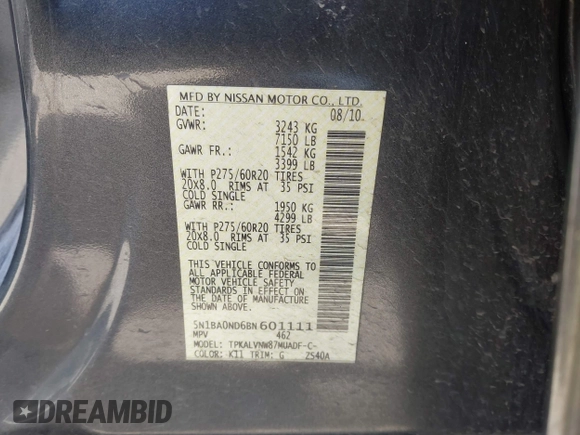 MFD BY NISSAN MOTOR CO., LTD.
DATE: 08/10
GVWR: 3243 KG
7150 LB
GAWR FR.: 1542 KG
3399 LB
WITH P275/60R20 TIRES
20X8.0 RIMS AT 35 PSI
COLD SINGLE
GAWR RR.: 1950 KG
4299 LB
WITH P275/60R20 TIRES
20X8.0 RIMS AT 35 PSI
COLD SINGLE
THIS VEHICLE CONFORMS TO
ALL APPLICABLE FEDERAL
MOTOR VEHICLE SAFETY
STANDARDS IN EFFECT ON
THE DATE OF MANUFACTURE
SHOWN ABOVE.
5N1BA0ND6BN601111
MPV 462
MODEL: TPKALVNW87MUADF-C-
COLOR: K11 TRIM: G ZS40A
DREAMBID